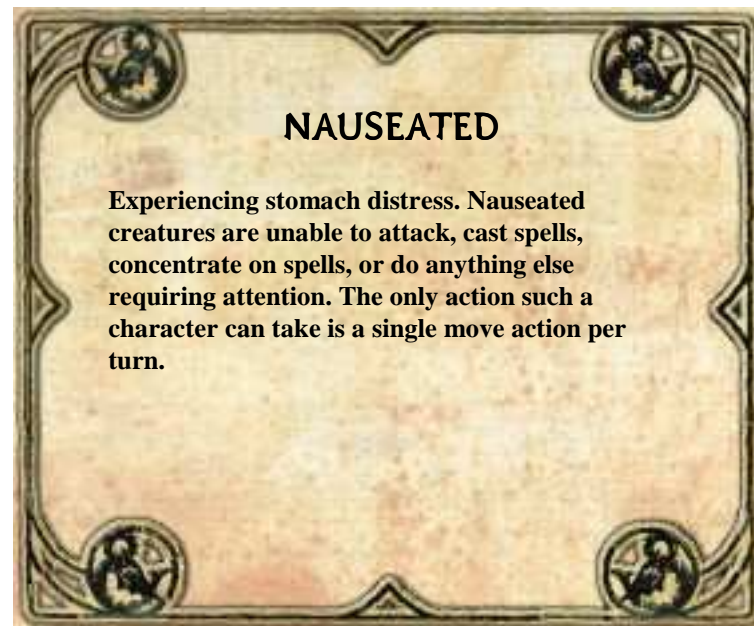 NAUSEATED
Experiencing stomach distress. Nauseated
creatures are unable to attack, cast spells,
concentrate on spells, or do anything else
requiring attention. The only action such a
character can take is a single move action per
turn.